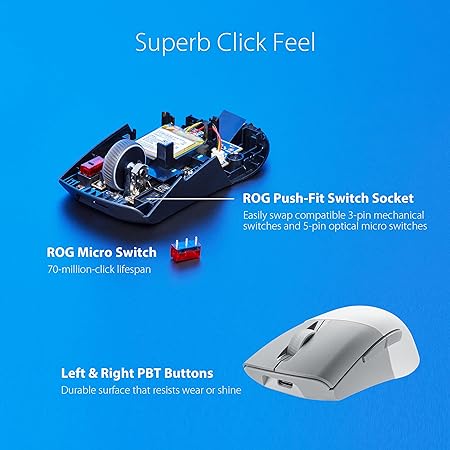 Superb Click Feel
ROG Push-Fit Switch Socket
Easily swap compatible 3-pin mechanical
switches and 5-pin optical micro switches
ROG Micro Switch
70-million-click lifespan
Left & Right PBT Buttons
Durable surface that resists wear or shine